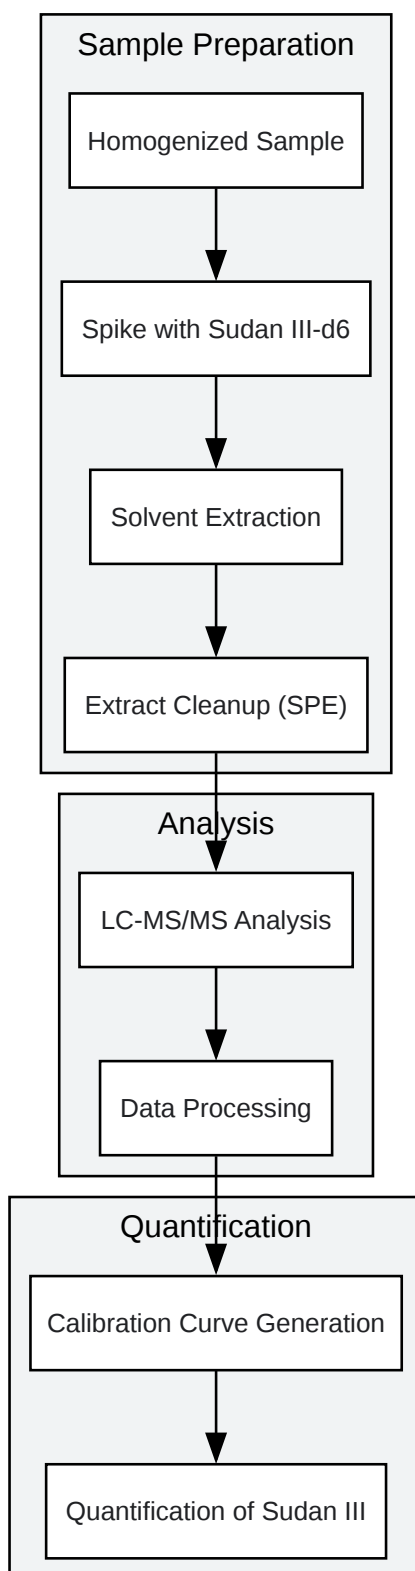 Sample Preparation
Homogenized Sample
Spike with Sudan III-d6
Solvent Extraction
Extract Cleanup (SPE)
Analysis
LC-MS/MS Analysis
Data Processing
Quantification
Calibration Curve Generation
Quantification of Sudan III